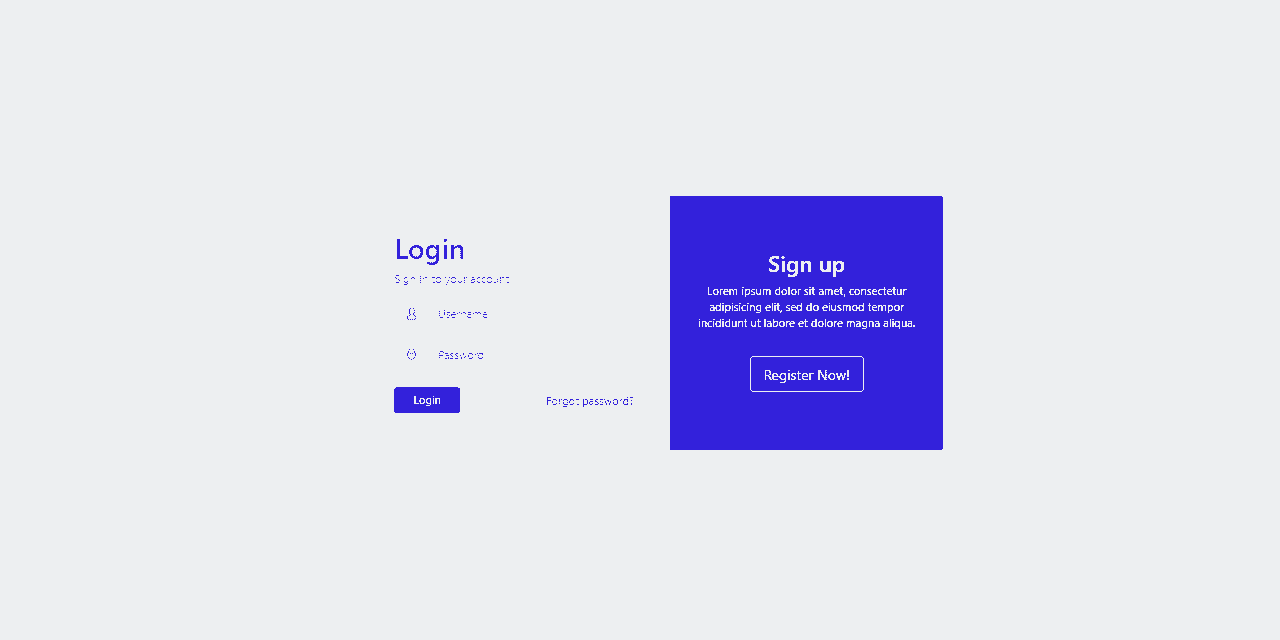 Login
Sign In to your account
Username
Password
Login
Forgot password?
Sign up
Lorem ipsum dolor sit amet, consectetur
adipisicing elit, sed do eiusmod tempor
incididunt ut labore et dolore magna aliqua.
Register Now!